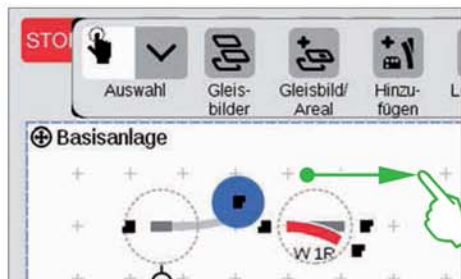 STO
Auswahl
Gleis-
bilder
Gleisbild/
Areal
Hinzu-
fügen
L
Basisanlage
W 1R